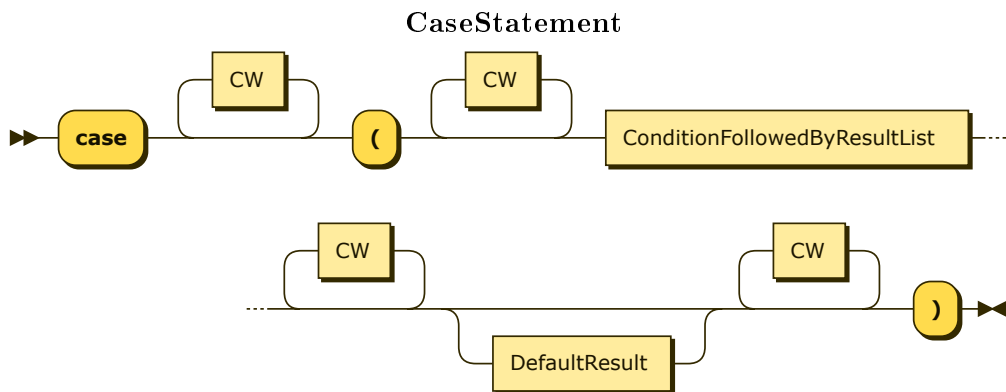 CaseStatement
CW CW
case ( ConditionFollowedByResultList
CW CW
)
DefaultResult